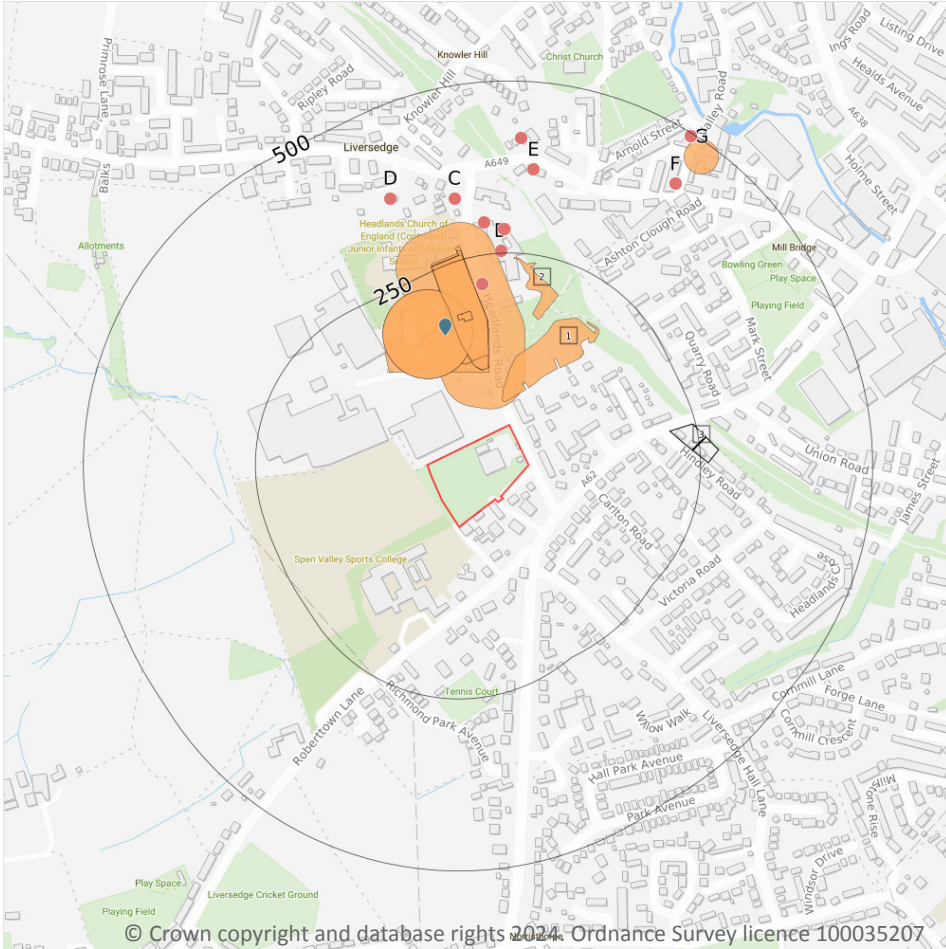 Ings Road
Listing Drive
Primrose Lane
Knowler Hill
Christ Church
Healds Avenue
Ripley Road
Knowler Hill
A638
Arnold Street
Valley Road
500
Liversedge
A649
E
G
Holme Street
Balks
D
C
F
Headlands Church of
England (Controlled)
Junior Infant and Nursery
School
Ashton Clough Road
Allotments
Mill Bridge
250
2
Bowling Green
Play Space
Headlands Road
Playing Field
1
Quarry Road
Mark Street
3
Union Road
Hindley Road
A62
James Street
Carlton Road
Spen Valley Sports College
Victoria Road
Headlands Close
Cornmill Lane
Tennis Court
Forge Lane
Richmond Park Avenue
Willow Walk
Cornmill Crescent
Roberttown Lane
Liversedge Hall Lane
Hall Park Avenue
Park Avenue
Windsor Drive
Play Space
Liversedge Cricket Ground
Playing Field
© Crown copyright and database rights 2024. Ordnance Survey licence 100035207